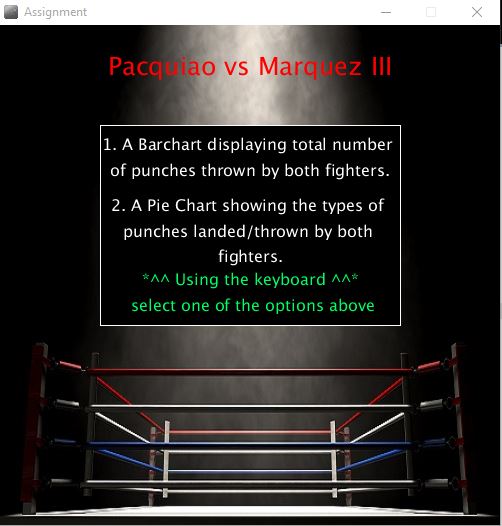 Assignment
Pacquiao vs Marquez III
1. A Barchart displaying total number
of punches thrown by both fighters.
2. A Pie Chart showing the types of
punches landed/thrown by both
fighters.
*^^ Using the keyboard ^^*
select one of the options above